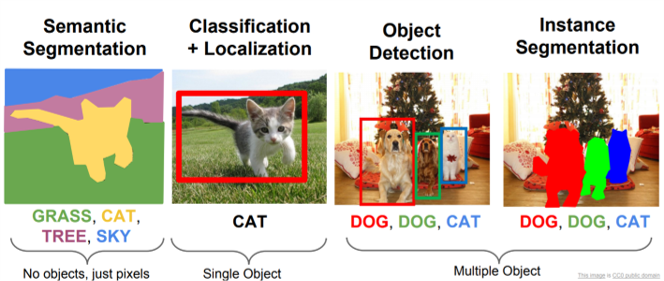 Semantic
Segmentation
Classification
+ Localization
Object
Detection
Instance
Segmentation
GRASS, CAT,
TREE, SKY
CAT
DOG, DOG, CAT
DOG, DOG, CAT
No objects, just pixels
Single Object
Multiple Object
This image is CC0 public domain